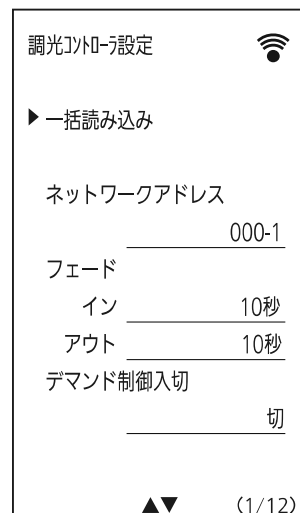 調光コントローラ設定
▶ 一括読み込み
ネットワークアドレス
000-1
フェード
イン 10秒
アウト 10秒
デマンド制御入切
切
▲▼ (1/12)